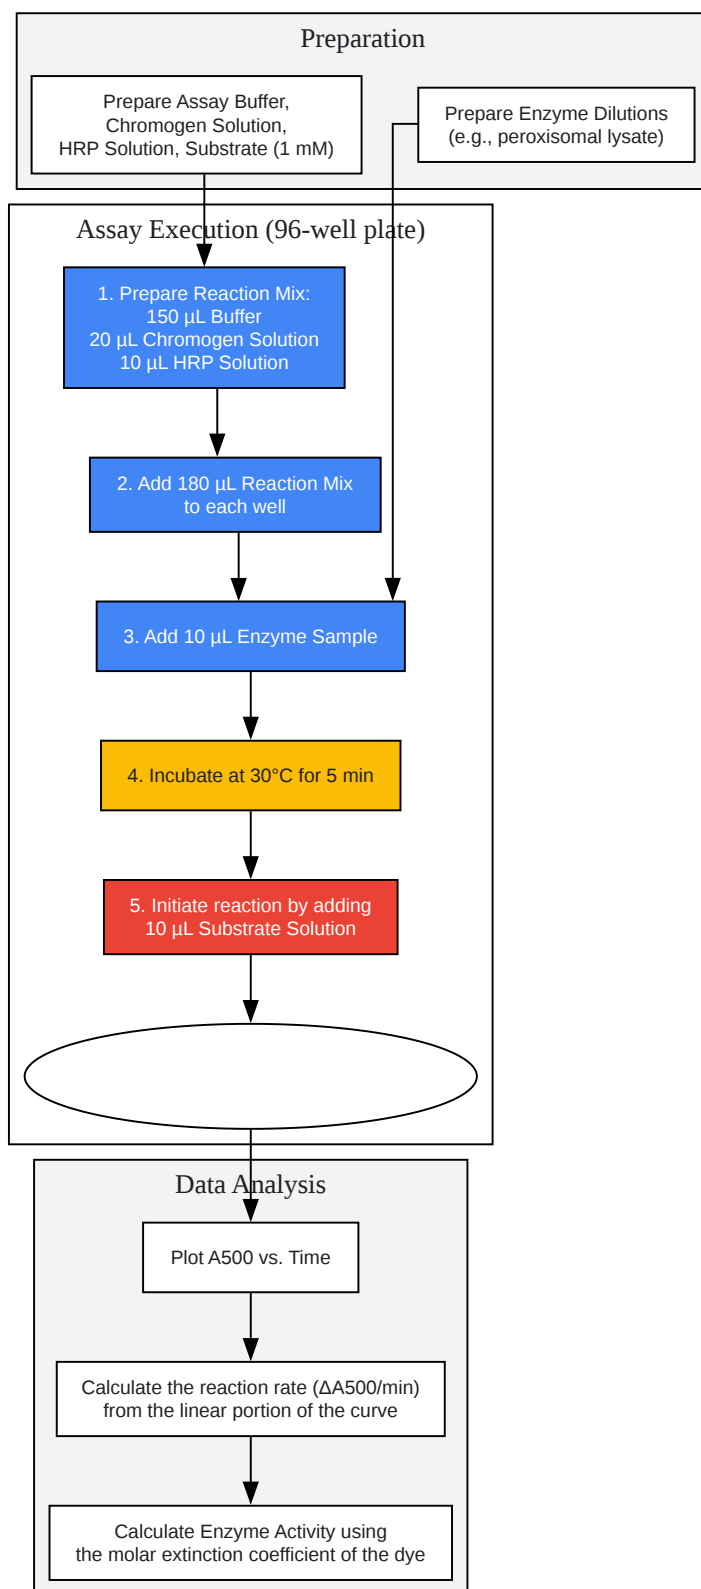 Preparation
Prepare Assay Buffer,
Chromogen Solution,
HRP Solution, Substrate (1 mM)
Prepare Enzyme Dilutions
(e.g., peroxisomal lysate)
Assay Execution (96-well plate)
1. Prepare Reaction Mix:
150 µL Buffer
20 µL Chromogen Solution
10 µL HRP Solution
2. Add 180 µL Reaction Mix
to each well
3. Add 10 µL Enzyme Sample
4. Incubate at 30°C for 5 min
5. Initiate reaction by adding
10 µL Substrate Solution
Data Analysis
Plot A500 vs. Time
Calculate the reaction rate (ΔA500/min)
from the linear portion of the curve
Calculate Enzyme Activity using
the molar extinction coefficient of the dye